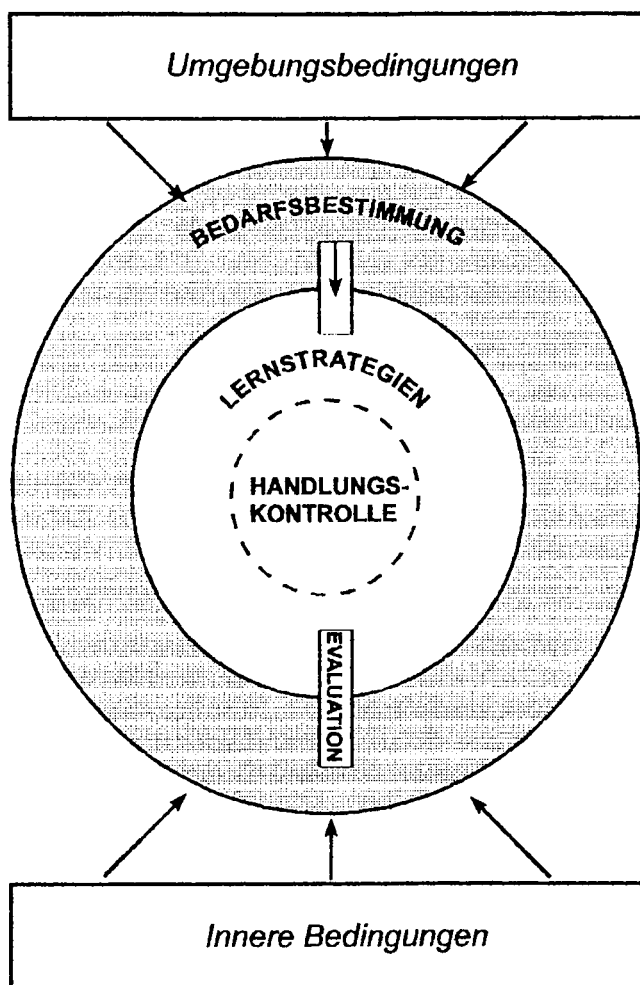 Umgebungsbedingungen
BEDARFSBESTIMMUNG
LERNSTRATEGIEN
HANDLUNGS-
KONTROLLE
EVALUATION
Innere Bedingungen